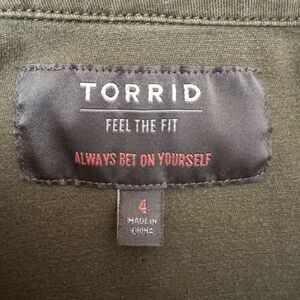 TORRID
FEEL THE FIT
ALWAYS BET ON YOURSELF
4
MADE IN
CHINA